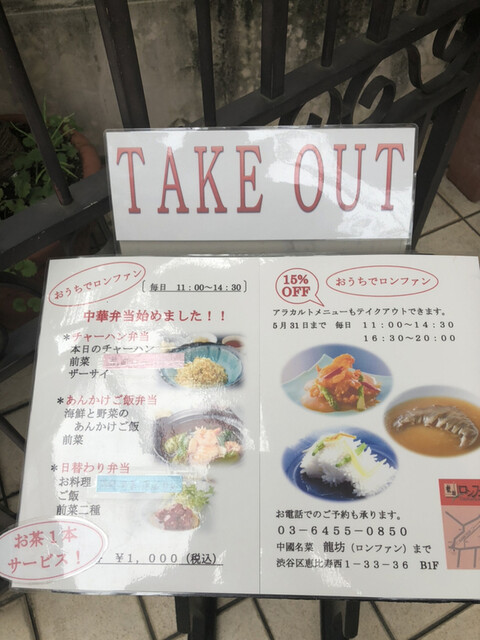 TAKE OUT
おうちでロンファン
[ 毎日 11:00~14:30 ]
中華弁当始めました！！
＊チャーハン弁当
本日のチャーハン
前菜
ザーサイ
＊あんかけご飯弁当
海鮮と野菜の
あんかけご飯
前菜
＊日替わり弁当
お料理
ご飯
前菜二種
お茶１本
サービス！
￥1,000（税込）
15%
OFF
おうちでロンファン
アラカルトメニューもテイクアウトできます。
5月31日まで 毎日 11:00~14:30
16:30~20:00
お電話でのご予約も承ります。
03-6455-0850
中國名菜 龍坊（ロンファン）まで
渋谷区恵比寿西1-33-36 B1F